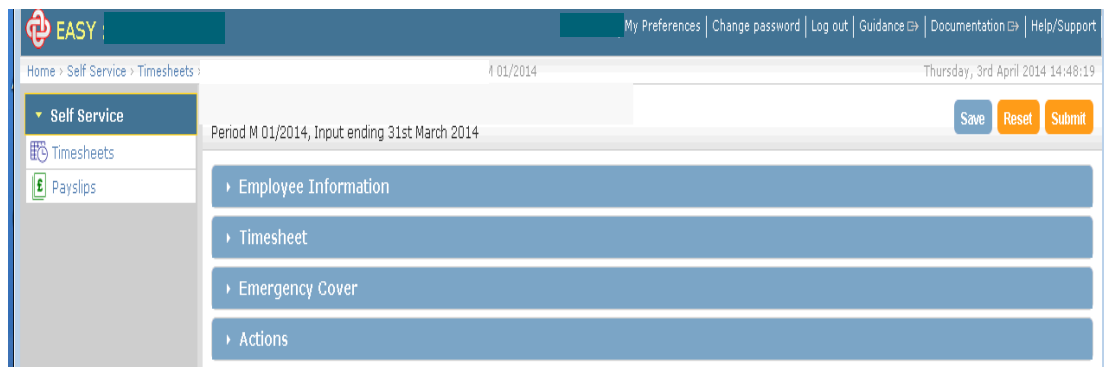 EASY :
My Preferences | Change password | Log out | Guidance | Documentation | Help/Support
Home › Self Service › Timesheets › 01/2014
Thursday, 3rd April 2014 14:48:19
Self Service
Timesheets
Payslips
Save Reset Submit
Period M 01/2014, Input ending 31st March 2014
Employee Information
Timesheet
Emergency Cover
Actions